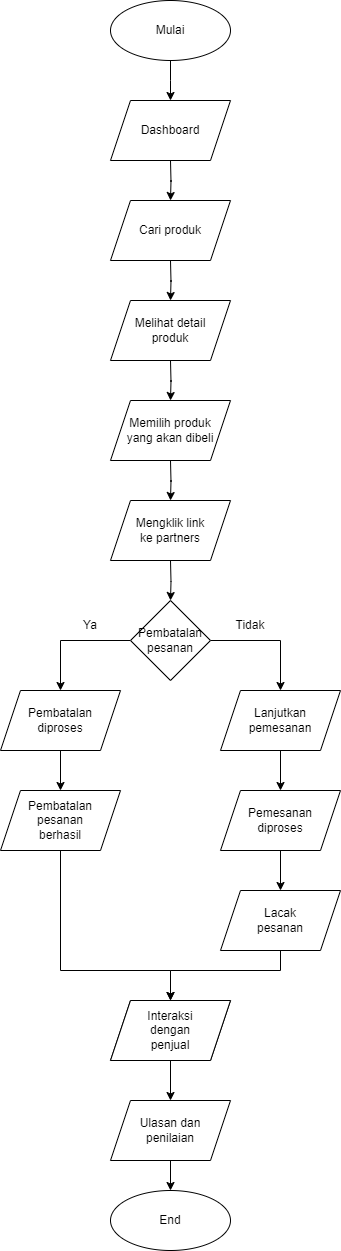 Mulai
Dashboard
Cari produk
Melihat detail
produk
Memilih produk
yang akan dibeli
Mengklik link
ke partners
Pembatalan
pesanan
Ya
Tidak
Pembatalan
diproses
Lanjutkan
pemesanan
Pembatalan
pesanan
berhasil
Pemesanan
diproses
Lacak
pesanan
Interaksi
dengan
penjual
Ulasan dan
penilaian
End